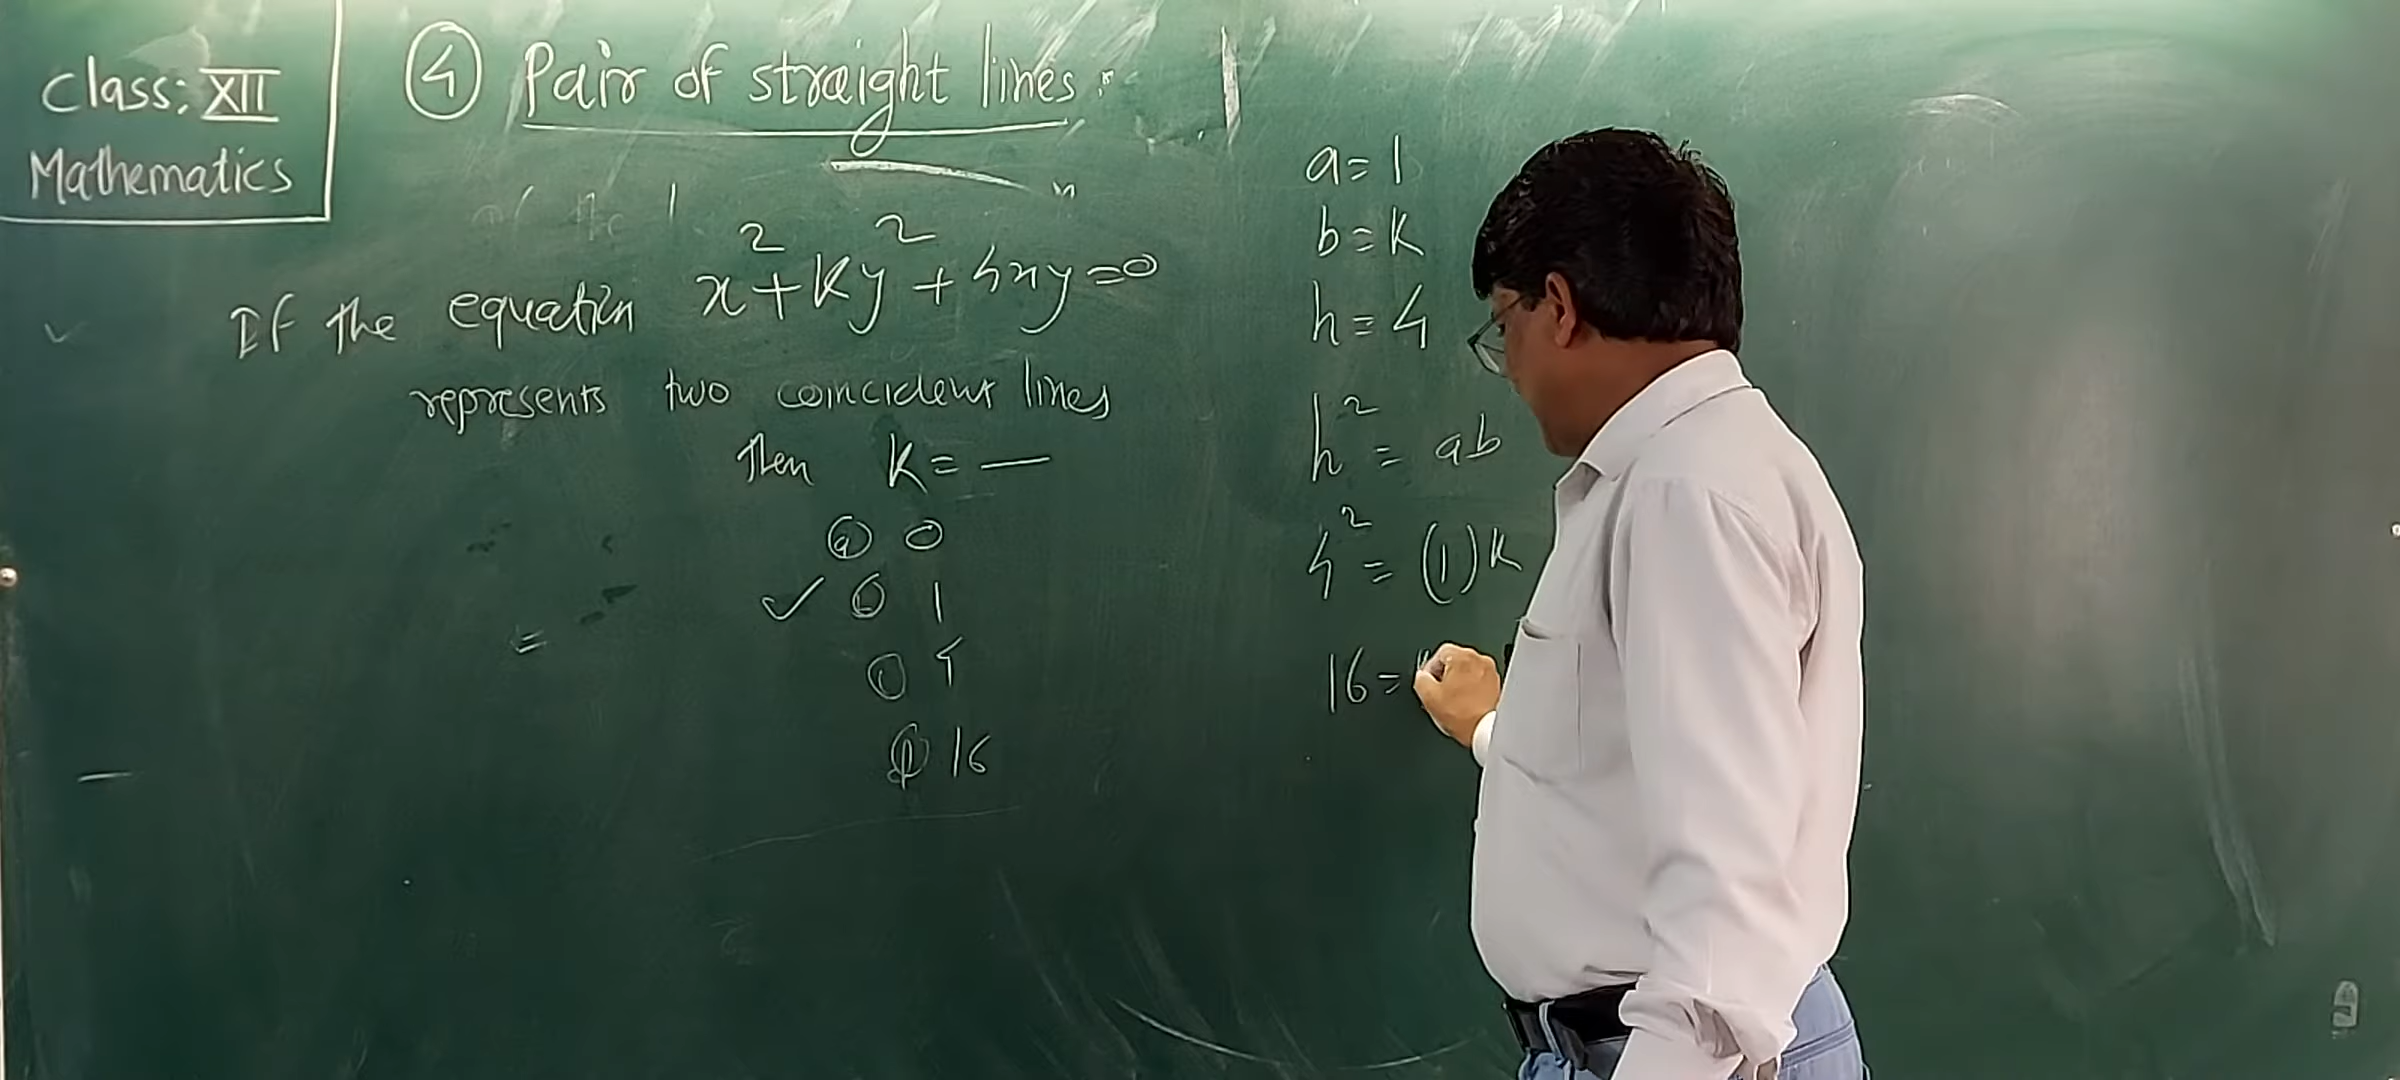 Class: XII
Mathematics
④ Pair of straight lines:
If the equation x²+Ky²+4xy=0
represents two coincident lines
Then K= —
ⓐ 0
✓ ⓑ 1
ⓒ 4
ⓓ 16
a=1
b=K
h=4
h²=ab
4²=(1)K
16=